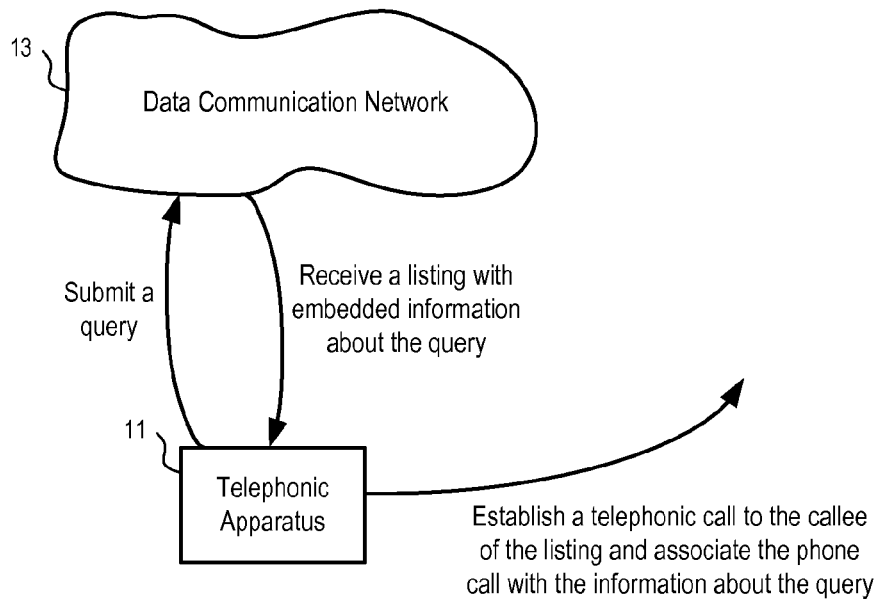 13
Data Communication Network
Submit a
query
Receive a listing with
embedded information
about the query
11
Telephonic
Apparatus
Establish a telephonic call to the callee
of the listing and associate the phone
call with the information about the query